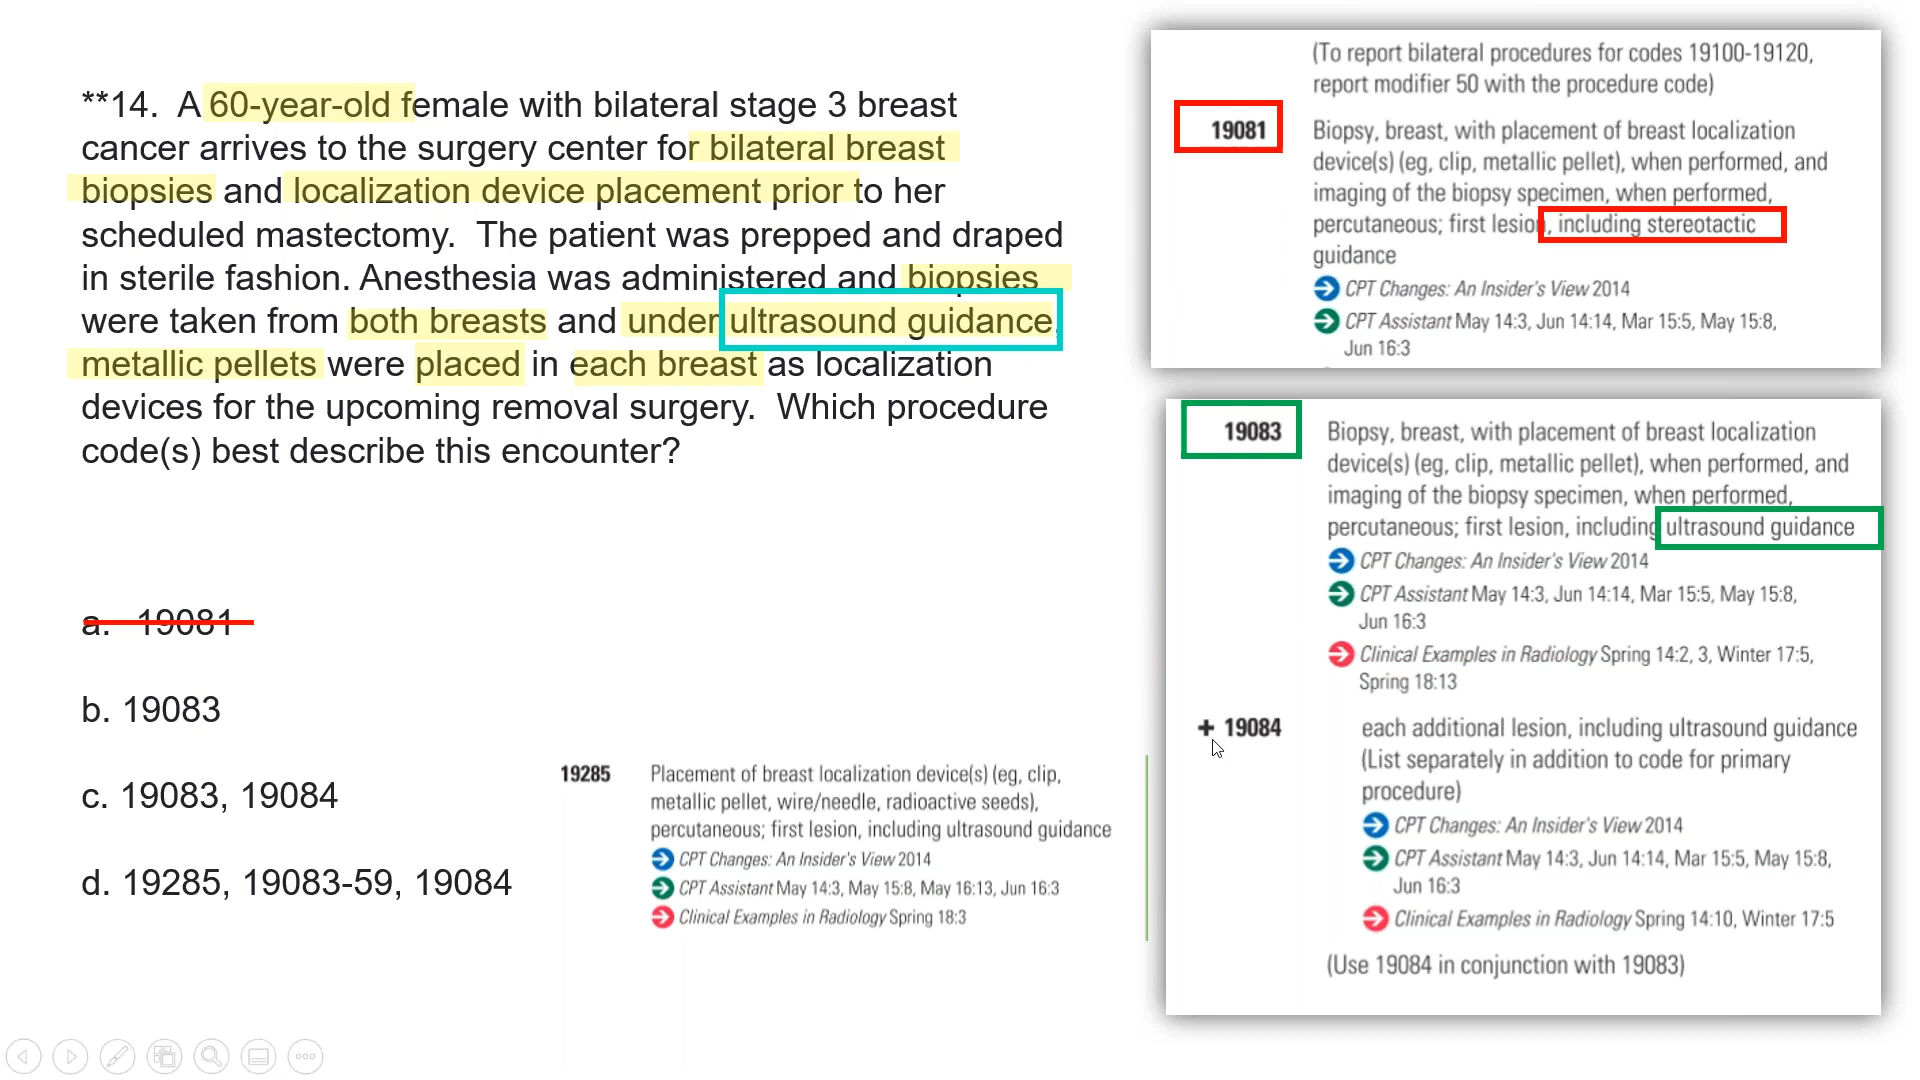 **14. A 60-year-old female with bilateral stage 3 breast
cancer arrives to the surgery center for bilateral breast
biopsies and localization device placement prior to her
scheduled mastectomy. The patient was prepped and draped
in sterile fashion. Anesthesia was administered and biopsies
were taken from both breasts and under ultrasound guidance,
metallic pellets were placed in each breast as localization
devices for the upcoming removal surgery. Which procedure
code(s) best describe this encounter?
a. 19081
b. 19083
c. 19083, 19084
d. 19285, 19083-59, 19084
19285 Placement of breast localization device(s) (eg, clip,
metallic pellet, wire/needle, radioactive seeds),
percutaneous; first lesion, including ultrasound guidance
CPT Changes: An Insider's View 2014
CPT Assistant May 14:3, May 15:8, May 16:13, Jun 16:3
Clinical Examples in Radiology Spring 18:3
(To report bilateral procedures for codes 19100-19120,
report modifier 50 with the procedure code)
19081 Biopsy, breast, with placement of breast localization
device(s) (eg, clip, metallic pellet), when performed, and
imaging of the biopsy specimen, when performed,
percutaneous; first lesion, including stereotactic
guidance
CPT Changes: An Insider's View 2014
CPT Assistant May 14:3, Jun 14:14, Mar 15:5, May 15:8,
Jun 16:3
19083 Biopsy, breast, with placement of breast localization
device(s) (eg, clip, metallic pellet), when performed, and
imaging of the biopsy specimen, when performed,
percutaneous; first lesion, including ultrasound guidance
CPT Changes: An Insider's View 2014
CPT Assistant May 14:3, Jun 14:14, Mar 15:5, May 15:8,
Jun 16:3
Clinical Examples in Radiology Spring 14:2, 3, Winter 17:5,
Spring 18:13
+ 19084 each additional lesion, including ultrasound guidance
(List separately in addition to code for primary
procedure)
CPT Changes: An Insider's View 2014
CPT Assistant May 14:3, Jun 14:14, Mar 15:5, May 15:8,
Jun 16:3
Clinical Examples in Radiology Spring 14:10, Winter 17:5
(Use 19084 in conjunction with 19083)